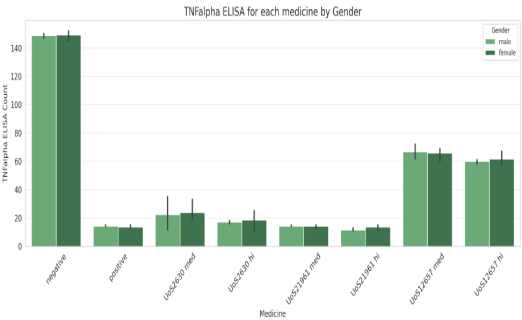 TNFalpha ELISA for each medicine by Gender
Gender
male
female
TNFalpha ELISA Count
140
120
100
80
60
40
20
0
negative
positive
UoS2630 med
UoS2630 hi
UoS21961 med
UoS21961 hi
UoS12657 med
UoS12657 hi
Medicine